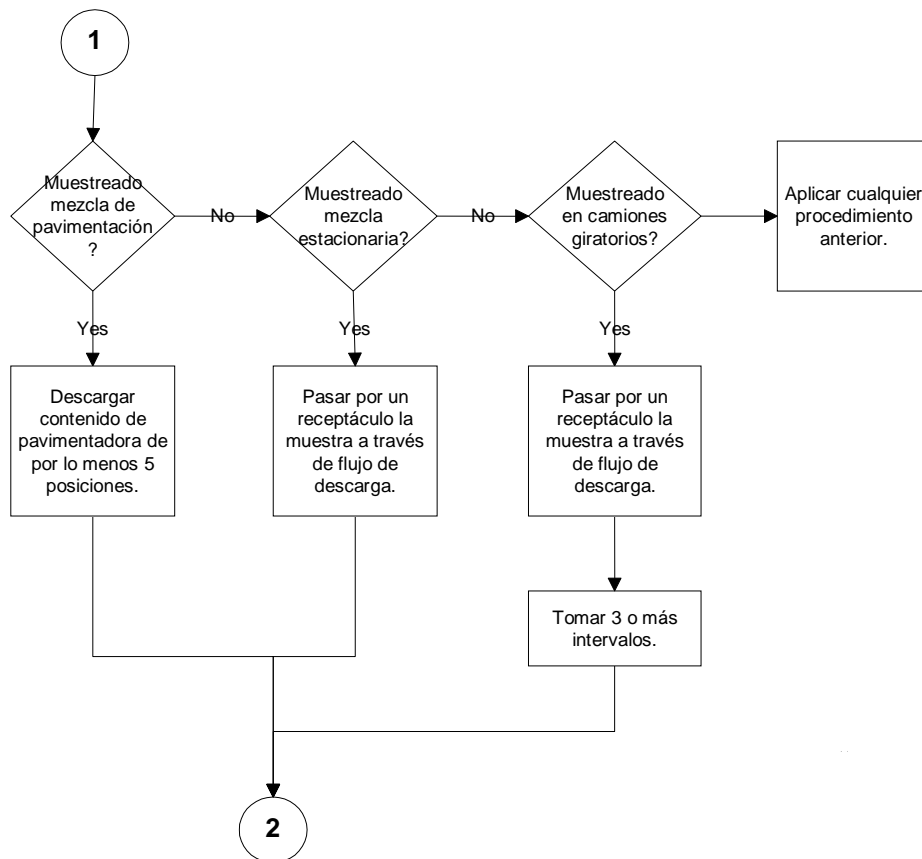 1
Muestreado
mezcla de
pavimentación
?
No
Muestreado
mezcla
estacionaria?
No
Muestreado
en camiones
giratorios?
Aplicar cualquier
procedimiento
anterior.
Yes
Yes
Yes
Descargar
contenido de
pavimentadora de
por lo menos 5
posiciones.
Pasar por un
receptáculo la
muestra a través
de flujo de
descarga.
Pasar por un
receptáculo la
muestra a través
de flujo de
descarga.
Tomar 3 o más
intervalos.
2